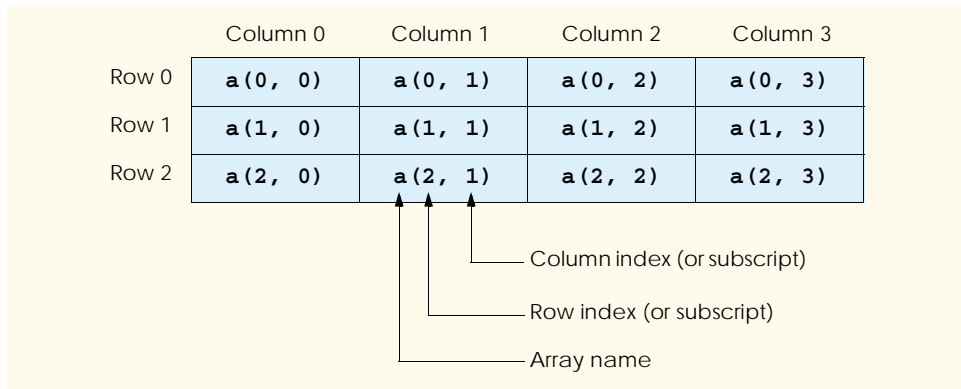 Column 0 Column 1 Column 2 Column 3
Row 0 a(0, 0) a(0, 1) a(0, 2) a(0, 3)
Row 1 a(1, 0) a(1, 1) a(1, 2) a(1, 3)
Row 2 a(2, 0) a(2, 1) a(2, 2) a(2, 3)
Column index (or subscript)
Row index (or subscript)
Array name